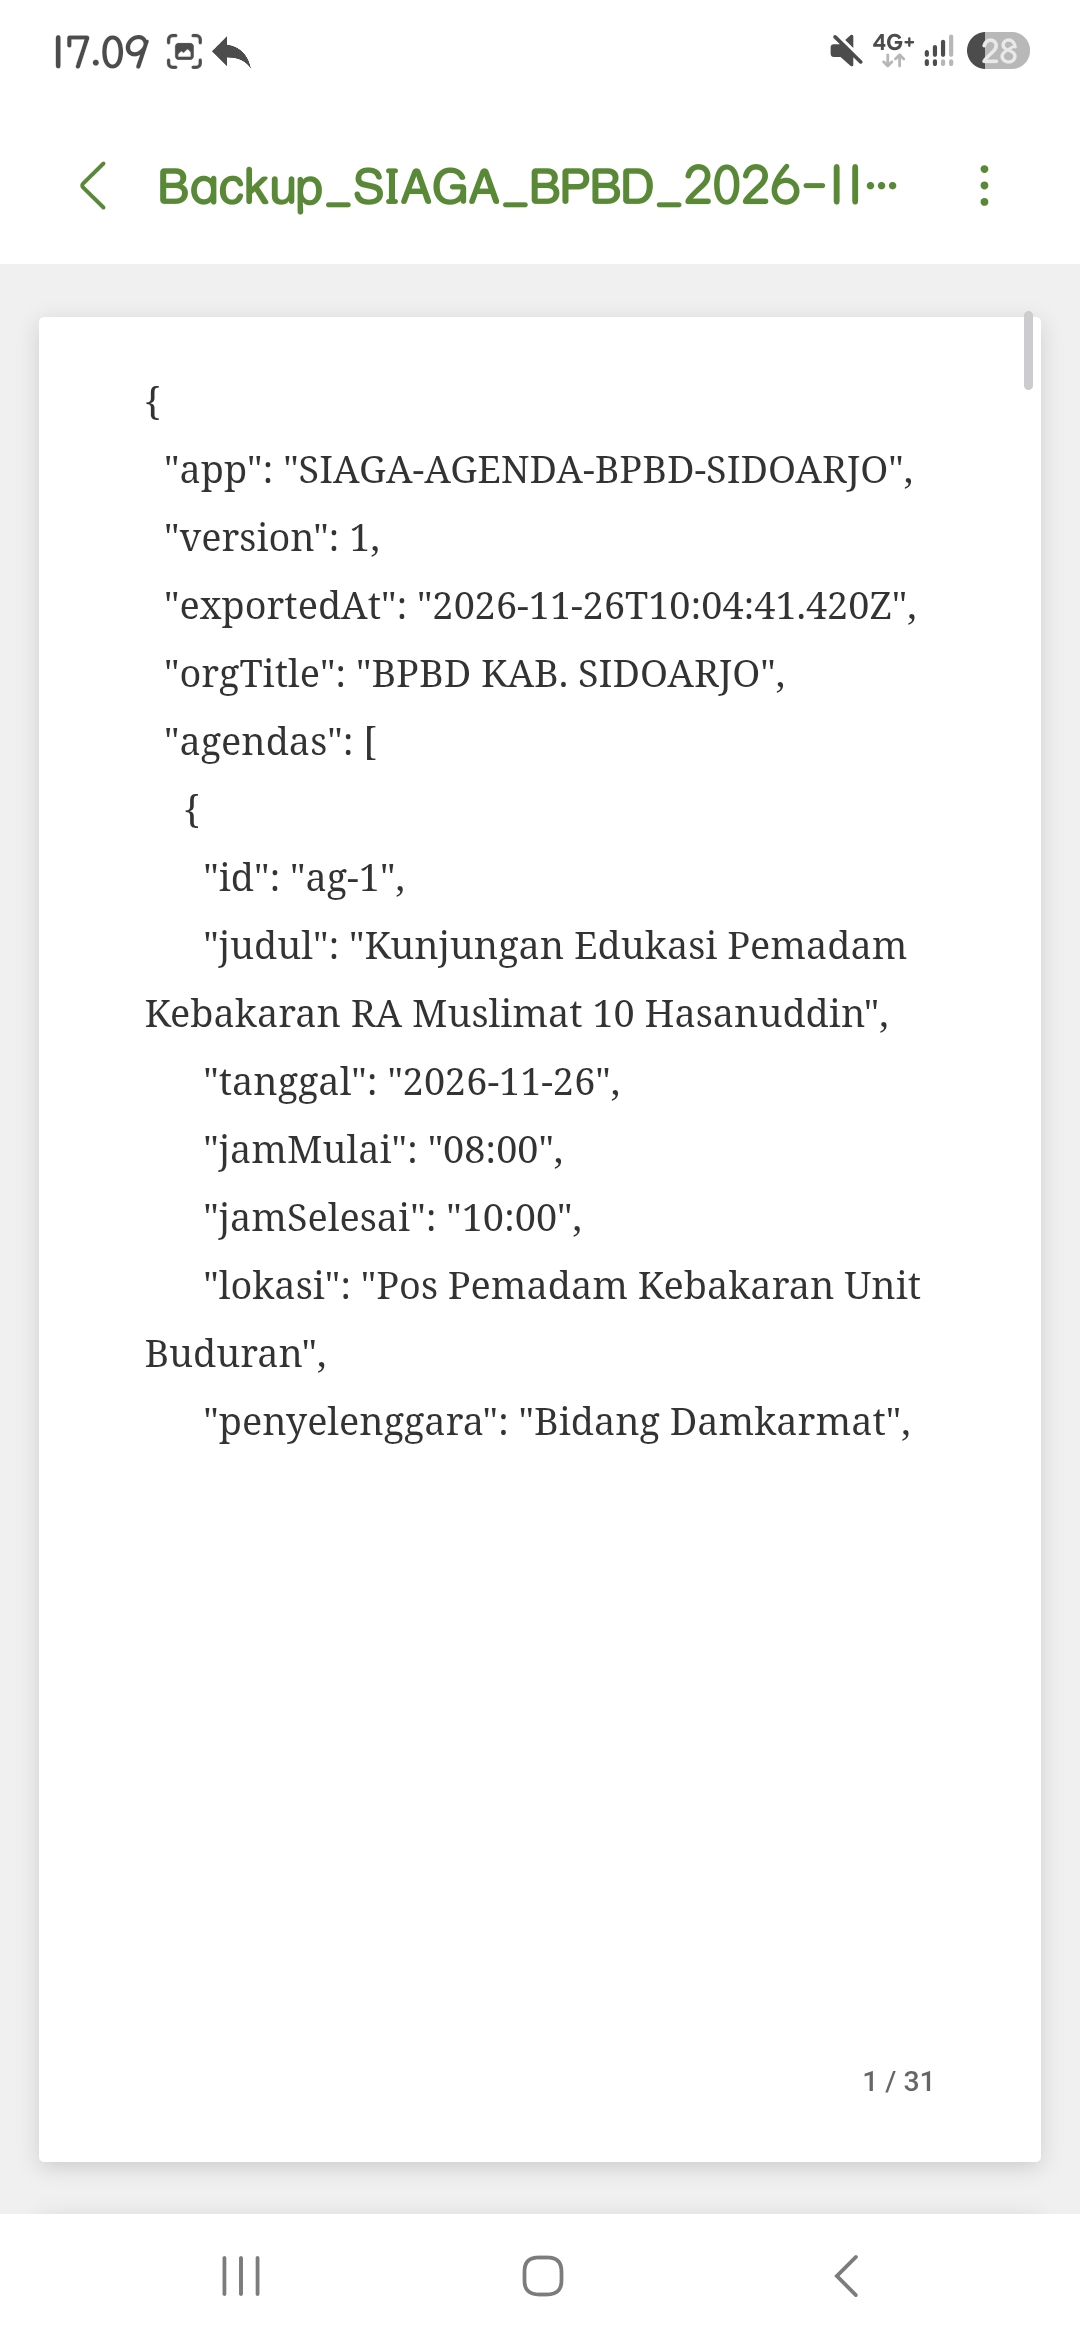 17.09
4G+
28
Backup_SIAGA_BPBD_2026-11...
{
"app": "SIAGA-AGENDA-BPBD-SIDOARJO",
"version": 1,
"exportedAt": "2026-11-26T10:04:41.420Z",
"orgTitle": "BPBD KAB. SIDOARJO",
"agendas": [
{
"id": "ag-1",
"judul": "Kunjungan Edukasi Pemadam
Kebakaran RA Muslimat 10 Hasanuddin",
"tanggal": "2026-11-26",
"jamMulai": "08:00",
"jamSelesai": "10:00",
"lokasi": "Pos Pemadam Kebakaran Unit
Buduran",
"penyelenggara": "Bidang Damkarmat",
1 / 31